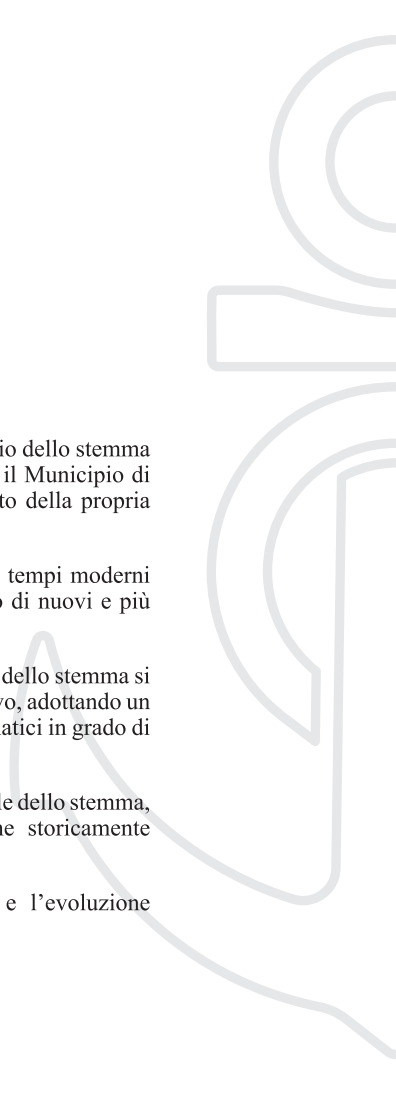 io dello stemma
il Municipio di
to della propria
tempi moderni
o di nuovi e più
dello stemma si
vo, adottando un
atici in grado di
le dello stemma,
ne storicamente
e l’evoluzione